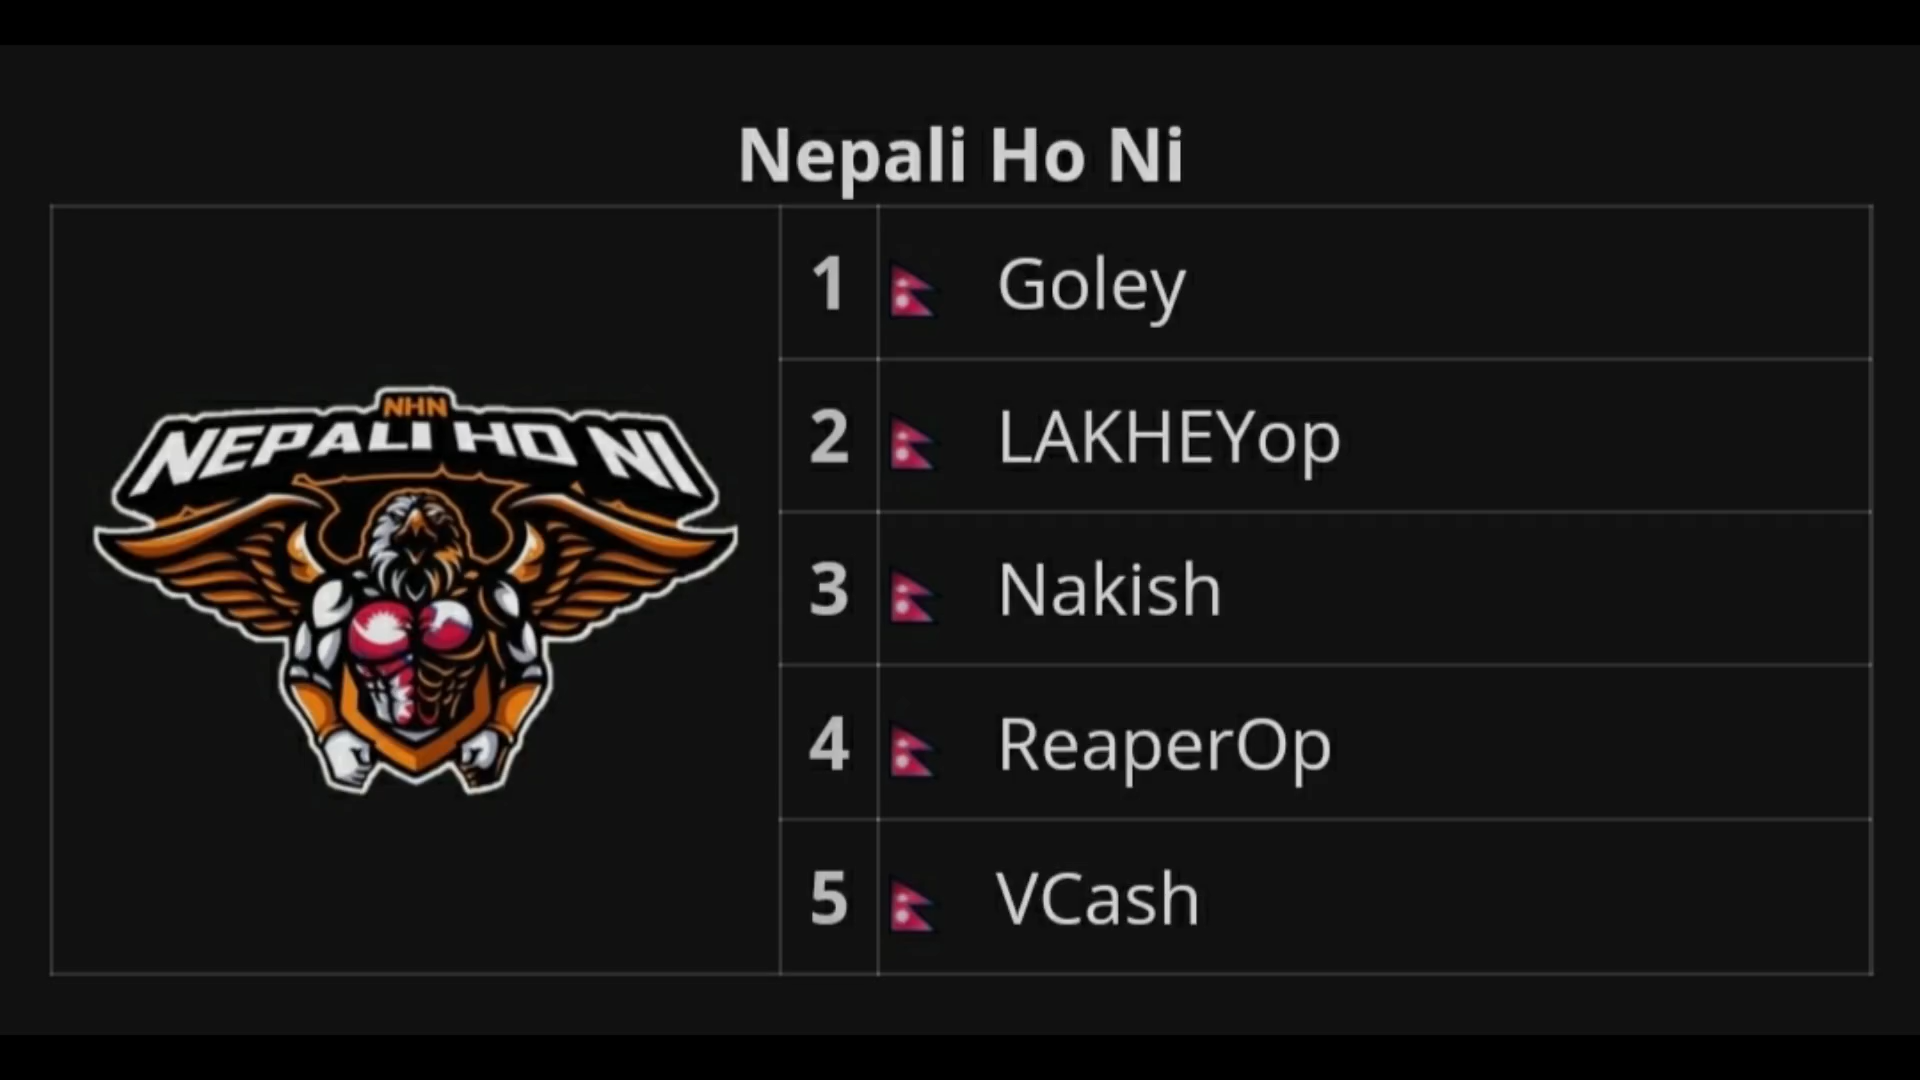 Nepali Ho Ni
NHN
NEPALI HO NI
1 Goley
2 LAKHEYop
3 Nakish
4 ReaperOp
5 VCash